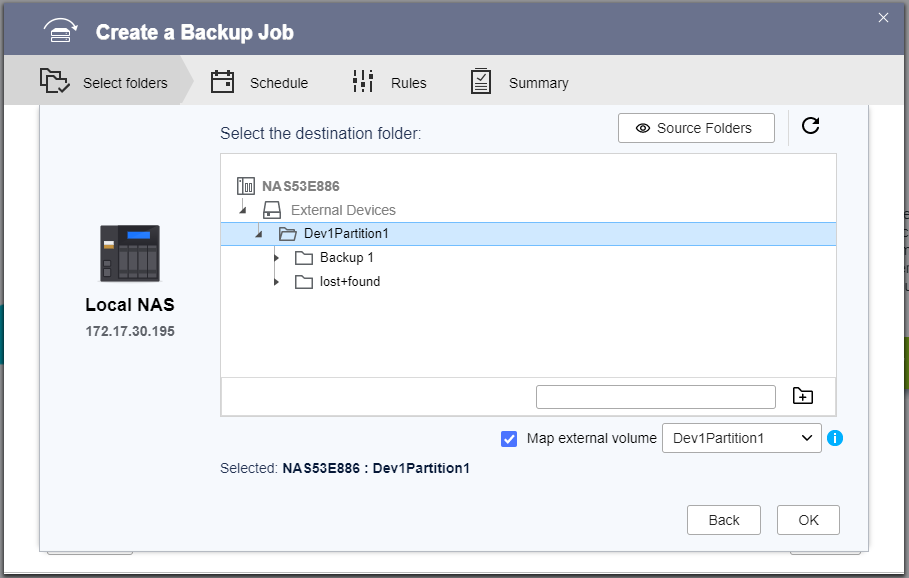 Create a Backup Job
Select folders
Schedule
Rules
Summary
Select the destination folder:
Source Folders
NAS53E886
External Devices
Dev1Partition1
Backup 1
lost+found
Local NAS
172.17.30.195
Map external volume
Dev1Partition1
Selected: NAS53E886 : Dev1Partition1
Back
OK